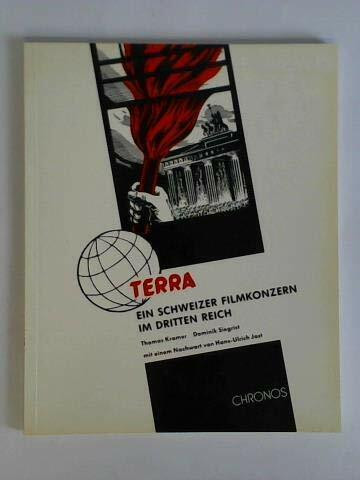 TERRA
EIN SCHWEIZER FILMKONZERN
IM DRITTEN REICH
Thomas Kramer Dominik Siegrist
mit einem Nachwort von Hans-Ulrich Jost
CHRONOS